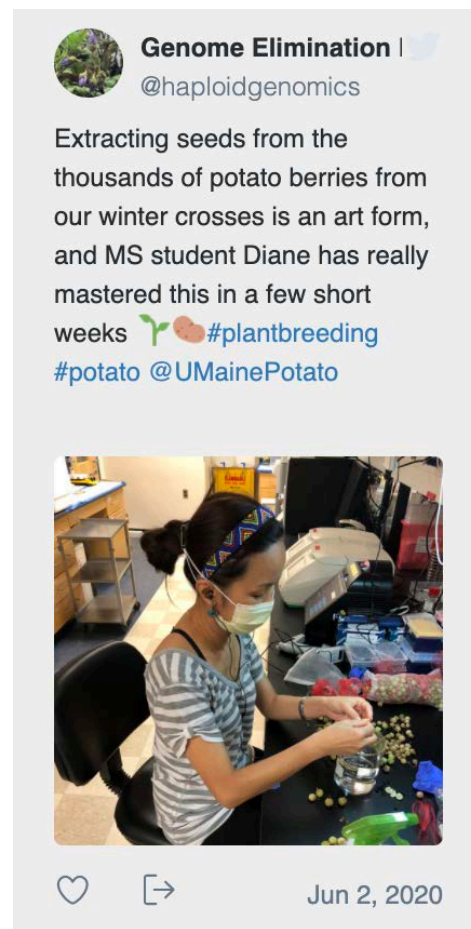 Genome Elimination |
@haploidgenomics
Extracting seeds from the
thousands of potato berries from
our winter crosses is an art form,
and MS student Diane has really
mastered this in a few short
weeks 🌱🥔#plantbreeding
#potato @UMainePotato
Jun 2, 2020